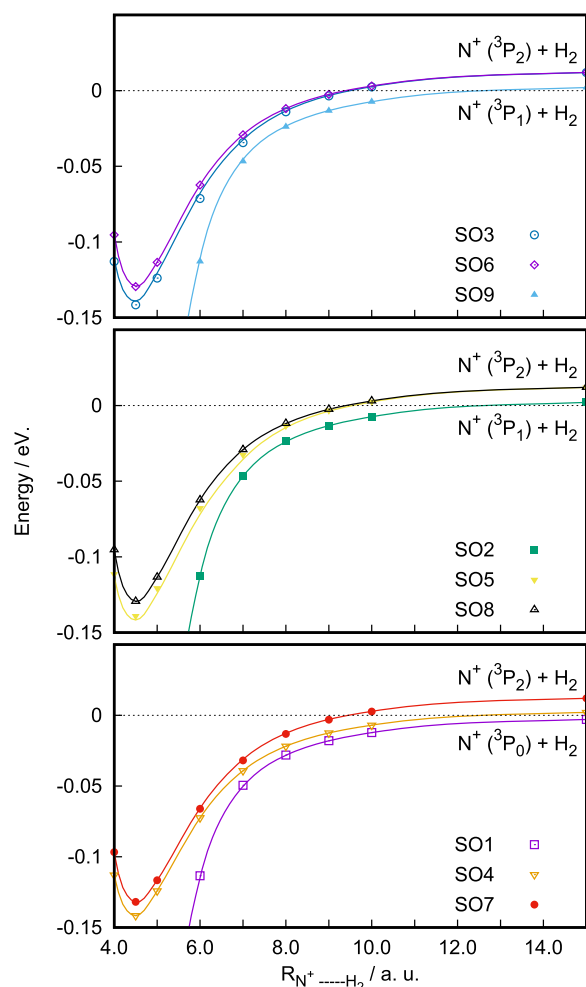 N⁺ (³P₂) + H₂
0
N⁺ (³P₁) + H₂
-0.05
-0.1
-0.15
SO3
SO6
SO9
N⁺ (³P₂) + H₂
0
N⁺ (³P₁) + H₂
-0.05
-0.1
-0.15
SO2
SO5
SO8
Energy / eV.
N⁺ (³P₂) + H₂
0
N⁺ (³P₀) + H₂
-0.05
-0.1
-0.15
SO1
SO4
SO7
4.0 6.0 8.0 10.0 12.0 14.0
R_N⁺ -----H₂ / a. u.